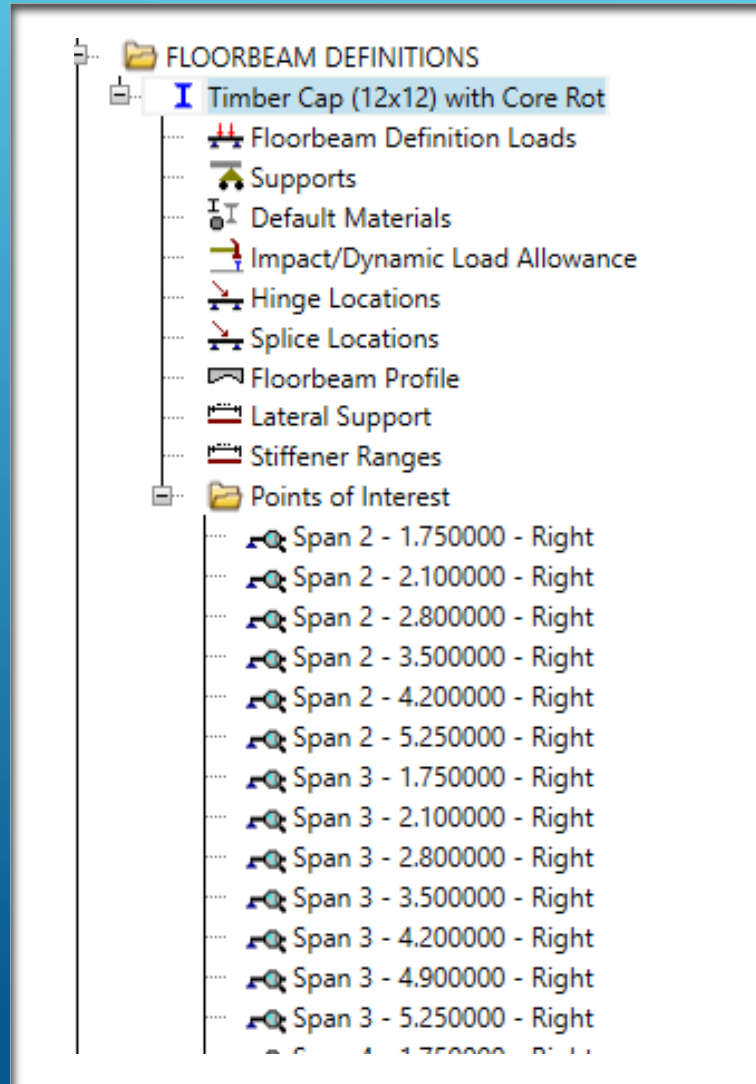 FLOORBEAM DEFINITIONS
Timber Cap (12x12) with Core Rot
Floorbeam Definition Loads
Supports
Default Materials
Impact/Dynamic Load Allowance
Hinge Locations
Splice Locations
Floorbeam Profile
Lateral Support
Stiffener Ranges
Points of Interest
Span 2 - 1.750000 - Right
Span 2 - 2.100000 - Right
Span 2 - 2.800000 - Right
Span 2 - 3.500000 - Right
Span 2 - 4.200000 - Right
Span 2 - 5.250000 - Right
Span 3 - 1.750000 - Right
Span 3 - 2.100000 - Right
Span 3 - 2.800000 - Right
Span 3 - 3.500000 - Right
Span 3 - 4.200000 - Right
Span 3 - 4.900000 - Right
Span 3 - 5.250000 - Right